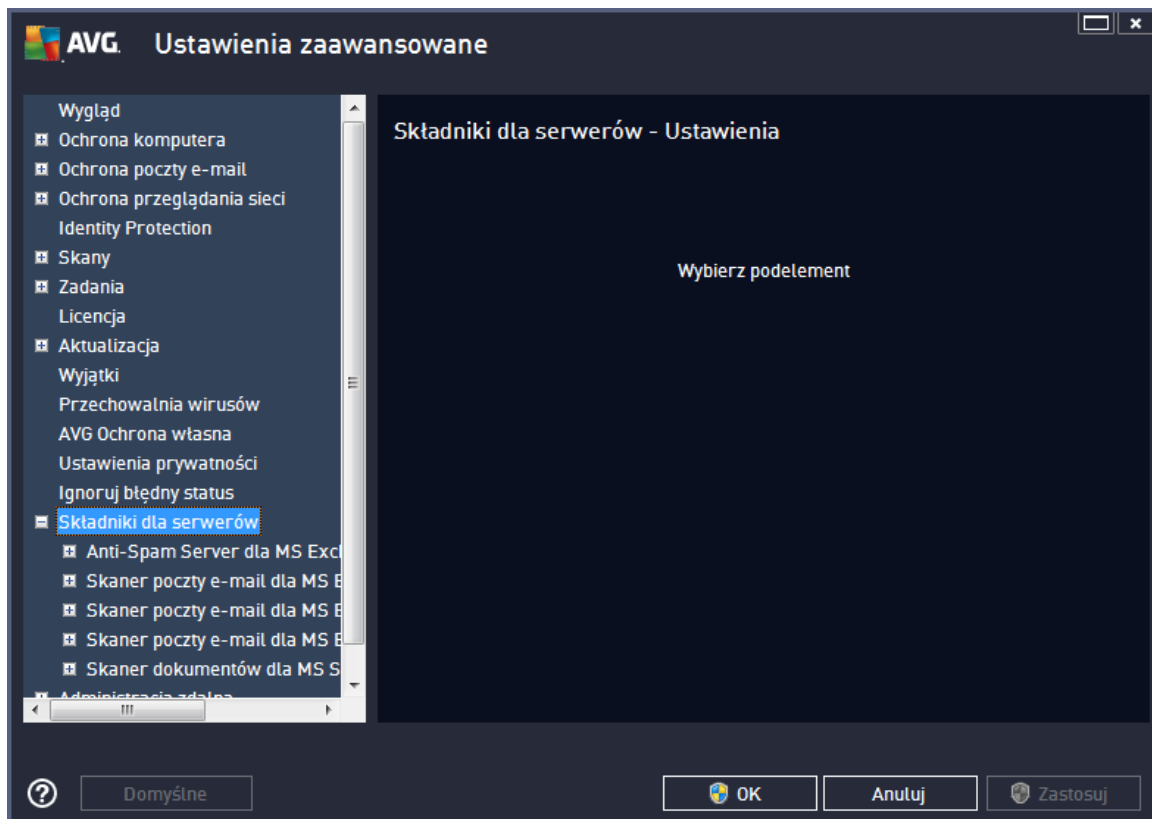 AVG. Ustawienia zaawansowane
Wygląd
Ochrona komputera
Ochrona poczty e-mail
Ochrona przeglądania sieci
Identity Protection
Skany
Zadania
Licencja
Aktualizacja
Wyjątki
Przechowalnia wirusów
AVG Ochrona własna
Ustawienia prywatności
Ignoruj błędny status
Składniki dla serwerów
Anti-Spam Server dla MS Excl
Skaner poczty e-mail dla MS E
Skaner poczty e-mail dla MS E
Skaner poczty e-mail dla MS E
Skaner dokumentów dla MS S
Administracja zdalna
Składniki dla serwerów - Ustawienia
Wybierz podelement
Domyślne
OK
Anuluj
Zastosuj